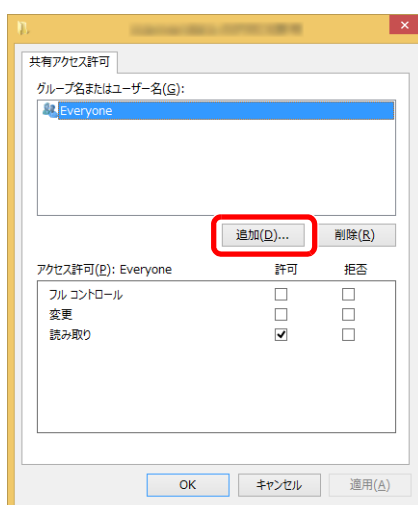 共有アクセス許可
グループ名またはユーザー名(G):
Everyone
追加(D)... 削除(R)
アクセス許可(P): Everyone 許可 拒否
フル コントロール
変更
読み取り
OK キャンセル 適用(A)